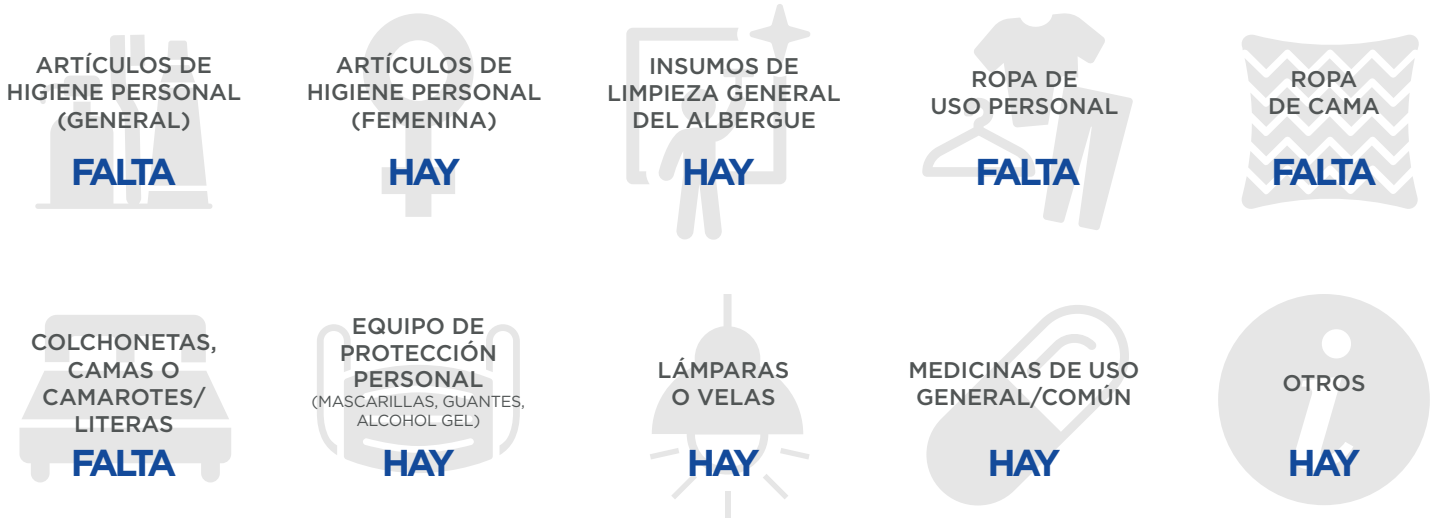 ARTÍCULOS DE
HIGIENE PERSONAL
(GENERAL)
FALTA
ARTÍCULOS DE
HIGIENE PERSONAL
(FEMENINA)
HAY
INSUMOS DE
LIMPIEZA GENERAL
DEL ALBERGUE
HAY
ROPA DE
USO PERSONAL
FALTA
ROPA
DE CAMA
FALTA
COLCHONETAS,
CAMAS O
CAMAROTES/
LITERAS
FALTA
EQUIPO DE
PROTECCIÓN
PERSONAL
(MASCARILLAS, GUANTES,
ALCOHOL GEL)
HAY
LÁMPARAS
O VELAS
HAY
MEDICINAS DE USO
GENERAL/COMÚN
HAY
OTROS
HAY